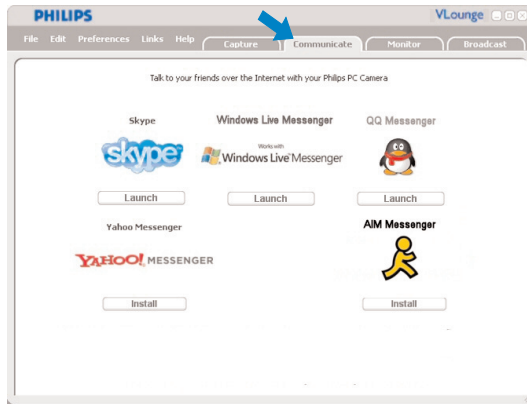 PHILIPS
VLounge
File Edit Preferences Links Help
Capture Communicate Monitor Broadcast
Talk to your friends over the Internet with your Philips PC Camera
Skype Windows Live Messenger QQ Messenger
skype
Works with
Windows Live Messenger
Launch Launch Launch
Yahoo Messenger AIM Messenger
YAHOO! MESSENGER
Install Install